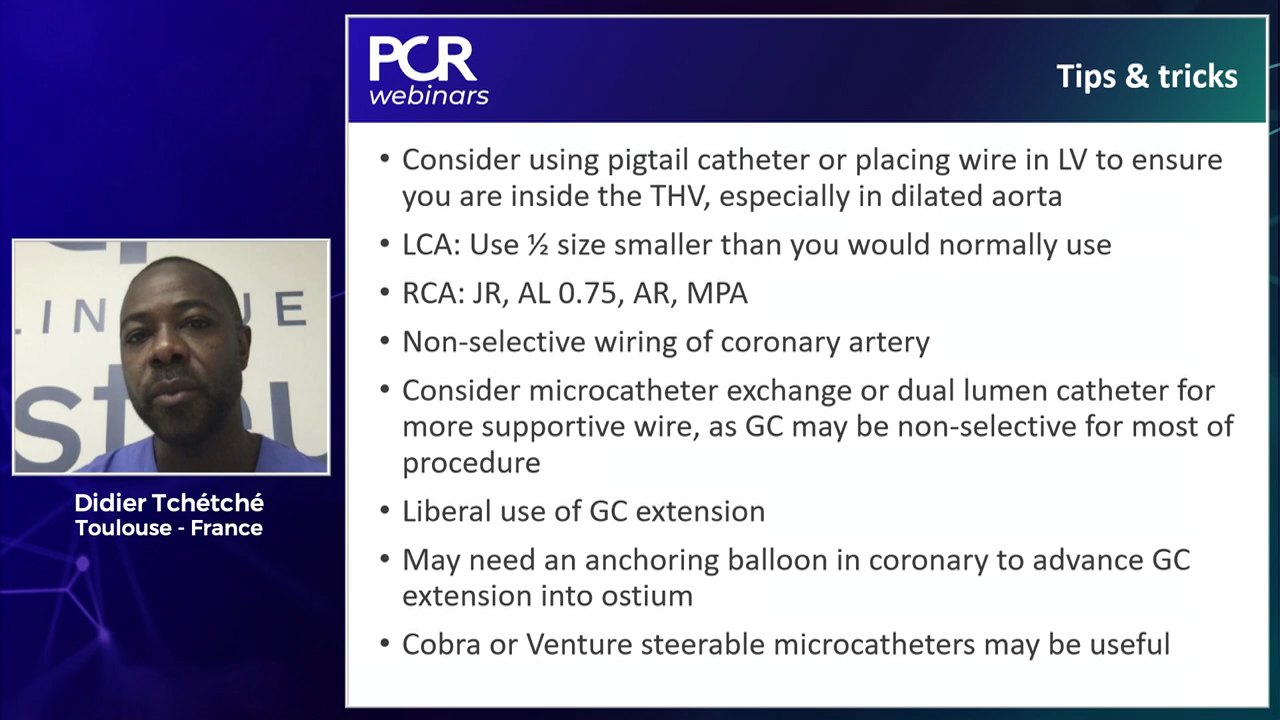 PCR
webinars
Tips & tricks
• Consider using pigtail catheter or placing wire in LV to ensure
you are inside the THV, especially in dilated aorta
• LCA: Use ½ size smaller than you would normally use
• RCA: JR, AL 0.75, AR, MPA
• Non-selective wiring of coronary artery
• Consider microcatheter exchange or dual lumen catheter for
more supportive wire, as GC may be non-selective for most of
procedure
• Liberal use of GC extension
• May need an anchoring balloon in coronary to advance GC
extension into ostium
• Cobra or Venture steerable microcatheters may be useful
Didier Tchétché
Toulouse - France